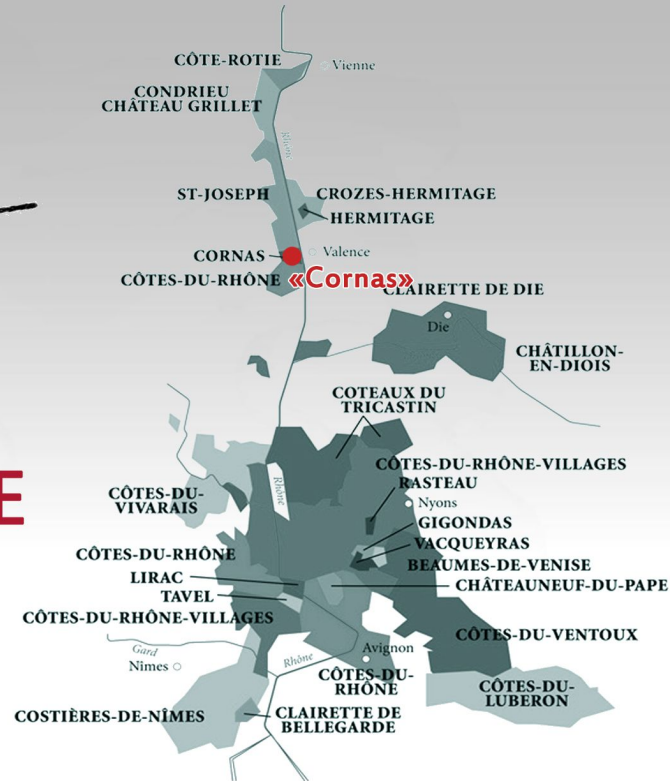 CÔTE-ROTIE
Vienne
CONDRIEU
CHÂTEAU GRILLET
Rhône
ST-JOSEPH
CROZES-HERMITAGE
HERMITAGE
CORNAS
Valence
CÔTES-DU-RHÔNE
«Cornas»
CLAIRETTE DE DIE
Die
CHÂTILLON-
EN-DIOIS
COTEAUX DU
TRICASTIN
CÔTES-DU-RHÔNE-VILLAGES
RASTEAU
E
Rhône
CÔTES-DU-
VIVARAIS
Nyons
GIGONDAS
VACQUEYRAS
CÔTES-DU-RHÔNE
BEAUMES-DE-VENISE
LIRAC
CHÂTEAUNEUF-DU-PAPE
TAVEL
CÔTES-DU-RHÔNE-VILLAGES
CÔTES-DU-VENTOUX
Gard
Avignon
Nîmes
Rhône
CÔTES-DU-
RHÔNE
CÔTES-DU-
LUBERON
COSTIÈRES-DE-NÎMES
CLAIRETTE DE
BELLEGARDE